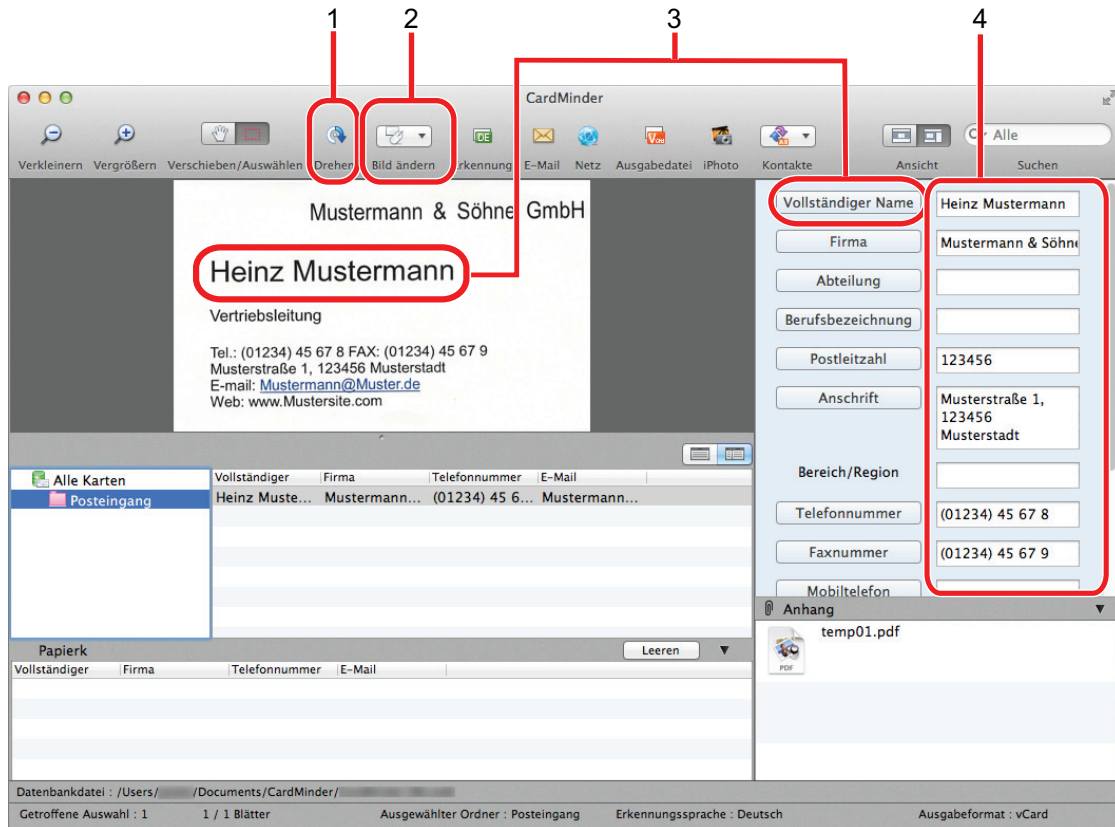 1 2 3 4
CardMinder
Alle
Verkleinern Vergrößern Verschieben/Auswählen Drehen Bild ändern Erkennung E-Mail Netz Ausgabedatei iPhoto Kontakte Ansicht Suchen
Mustermann & Söhne GmbH
Heinz Mustermann
Vertriebsleitung
Tel.: (01234) 45 67 8 FAX: (01234) 45 67 9
Musterstraße 1, 123456 Musterstadt
E-mail: Mustermann@Muster.de
Web: www.Mustersite.com
Vollständiger Name Heinz Mustermann
Firma Mustermann & Söhne
Abteilung
Berufsbezeichnung
Postleitzahl 123456
Anschrift Musterstraße 1,
123456
Musterstadt
Bereich/Region
Telefonnummer (01234) 45 67 8
Faxnummer (01234) 45 67 9
Mobiltelefon
Alle Karten
Posteingang
Vollständiger Firma Telefonnummer E-Mail
Heinz Muste... Mustermann... (01234) 45 6... Mustermann...
Anhang
temp01.pdf
PDF
Papierk Leeren
Vollständiger Firma Telefonnummer E-Mail
Datenbankdatei : /Users/ /Documents/CardMinder/
Getroffene Auswahl : 1 1 / 1 Blätter Ausgewählter Ordner : Posteingang Erkennungssprache : Deutsch Ausgabeformat : vCard